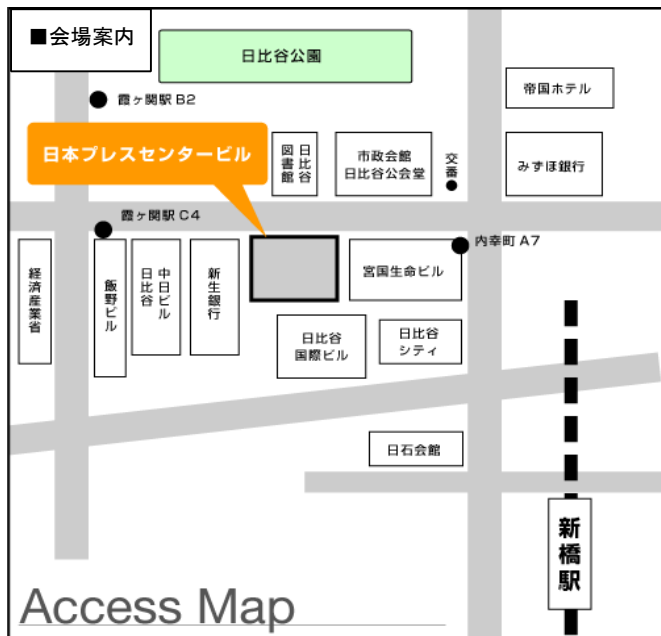 ■会場案内
日比谷公園
帝国ホテル
霞ヶ関駅 B2
日本プレスセンタービル
日比谷
図書館
市政会館
日比谷公会堂
交番
みずほ銀行
霞ヶ関駅 C4
内幸町 A7
経済産業省
飯野ビル
中日ビル
日比谷
新生銀行
宮国生命ビル
日比谷
国際ビル
日比谷
シティ
日石会館
新橋駅
Access Map